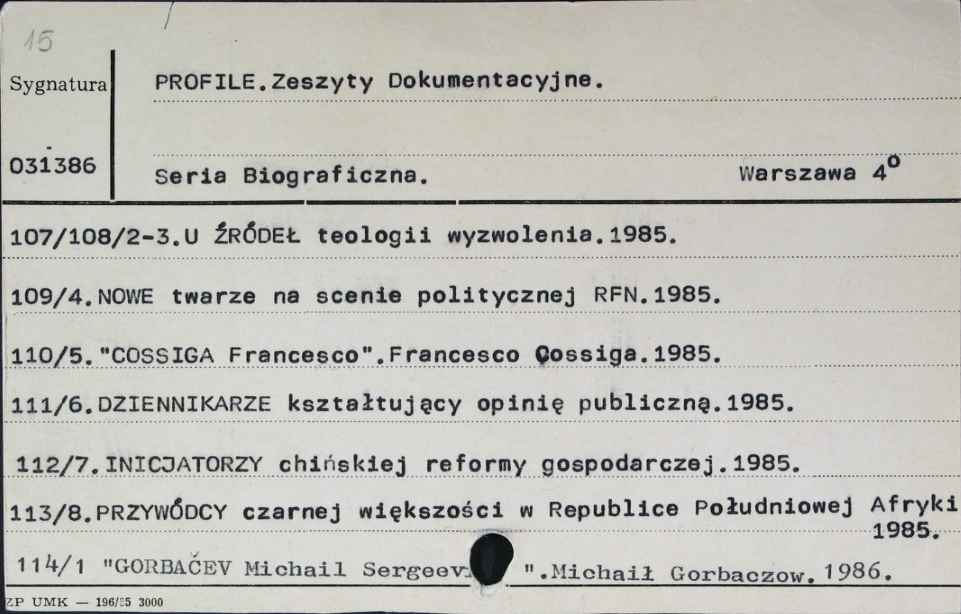 15
Sygnatura
PROFILE.Zeszyty Dokumentacyjne.
031386
Seria Biograficzna. Warszawa 4o
107/108/2-3.U ŹRÓDEŁ teologii wyzwolenia.1985.
109/4.NOWE twarze na scenie politycznej RFN.1985.
110/5."COSSIGA Francesco".Francesco Cossiga.1985.
111/6.DZIENNIKARZE kształtujący opinię publiczną.1985.
112/7.INICJATORZY chińskiej reformy gospodarczej.1985.
113/8.PRZYWÓDCY czarnej większości w Republice Południowej Afryki
1985.
114/1 "GORBAČEV Michail ".Michaił Gorbaczow.1986.
ZP UMK — 196/85 3000